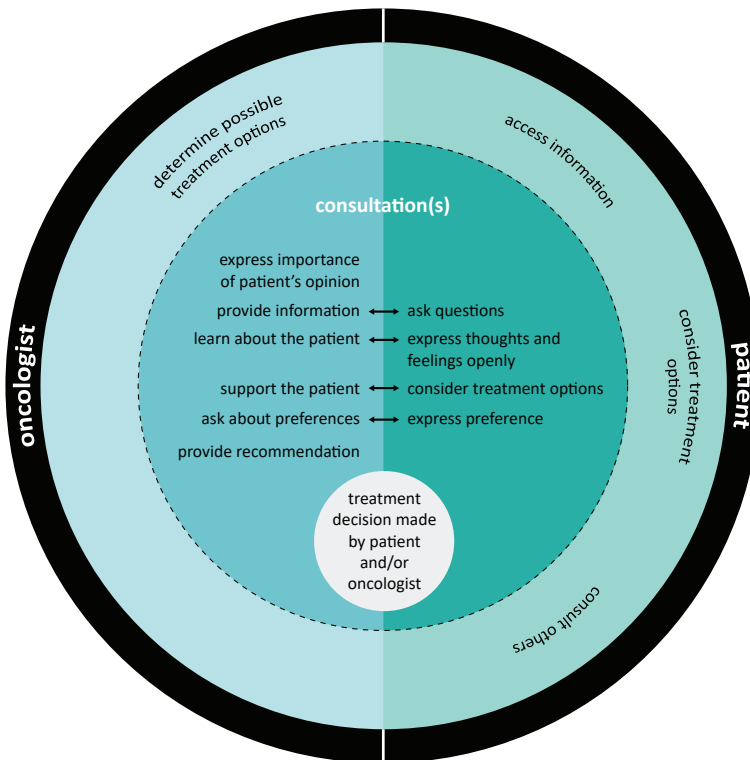 oncologist
patient
determine possible
treatment options
access information
consider treatment
options
consult others
consultation(s)
express importance
of patient’s opinion
provide information
ask questions
learn about the patient
express thoughts and
feelings openly
support the patient
consider treatment options
ask about preferences
express preference
provide recommendation
treatment
decision made
by patient
and/or
oncologist